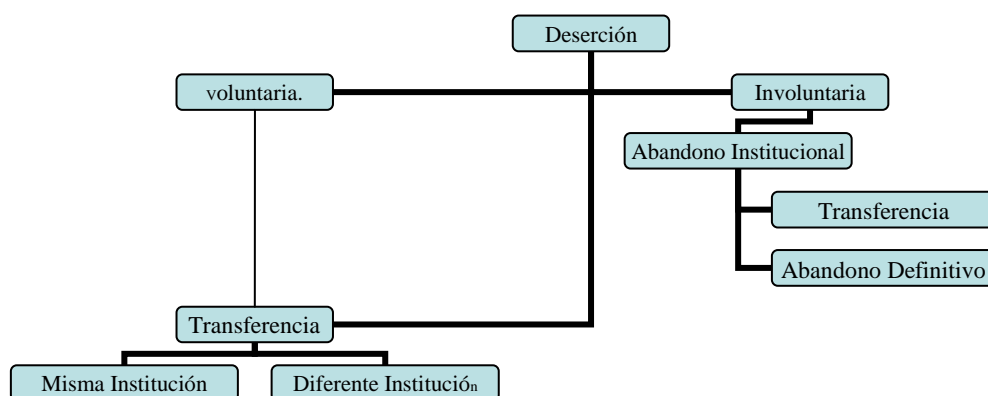 Deserción
voluntaria.
Involuntaria
Abandono Institucional
Transferencia
Abandono Definitivo
Transferencia
Misma Institución
Diferente Institución